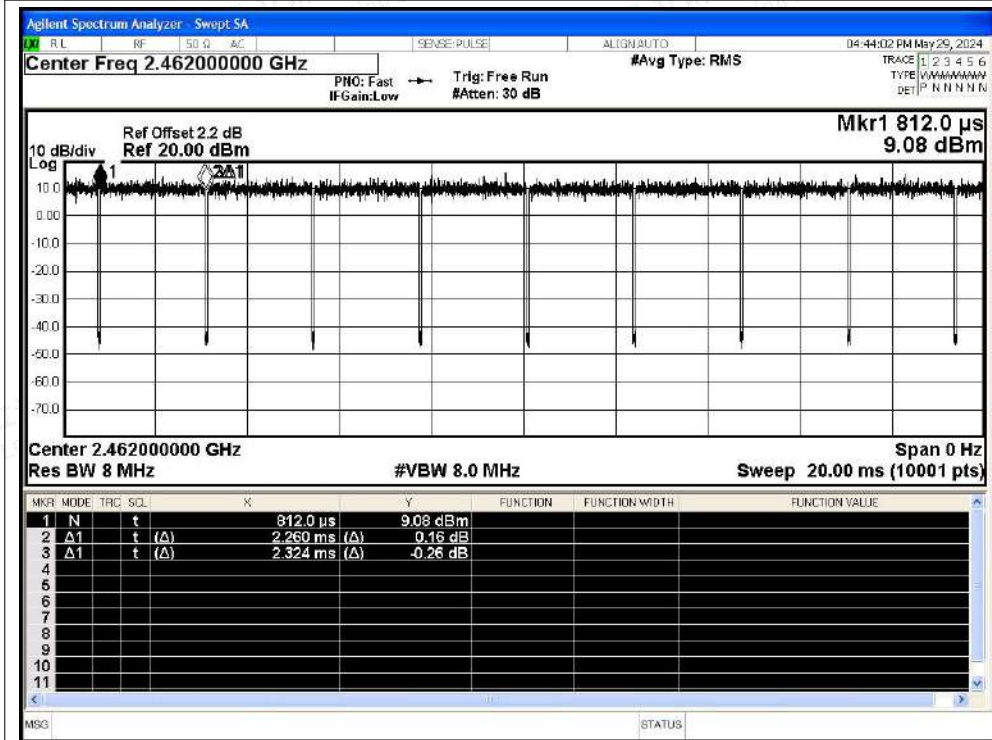 Agilent Spectrum Analyzer - Swept SA
LXI RL RF 50 Ω AC SENSE:PULSE ALIGNAUTO 04:44:02 PM May 29, 2024
Center Freq 2.462000000 GHz #Avg Type: RMS TRACE 1 2 3 4 5 6
PNO: Fast Trig: Free Run TYPE
IFGain:Low #Atten: 30 dB DET P N N N N N
Mkr1 812.0 µs
Ref Offset 2.2 dB
10 dB/div Ref 20.00 dBm 9.08 dBm
Log
1 2Δ1
10.0
0.00
-10.0
-20.0
-30.0
-40.0
-50.0
-60.0
-70.0
Center 2.462000000 GHz Span 0 Hz
Res BW 8 MHz #VBW 8.0 MHz Sweep 20.00 ms (10001 pts)
MKR MODE TRC SCL X Y FUNCTION FUNCTION WIDTH FUNCTION VALUE
1 N t 812.0 µs 9.08 dBm
2 Δ1 t (Δ) 2.260 ms (Δ) 0.16 dB
3 Δ1 t (Δ) 2.324 ms (Δ) -0.26 dB
4
5
6
7
8
9
10
11
MSG STATUS